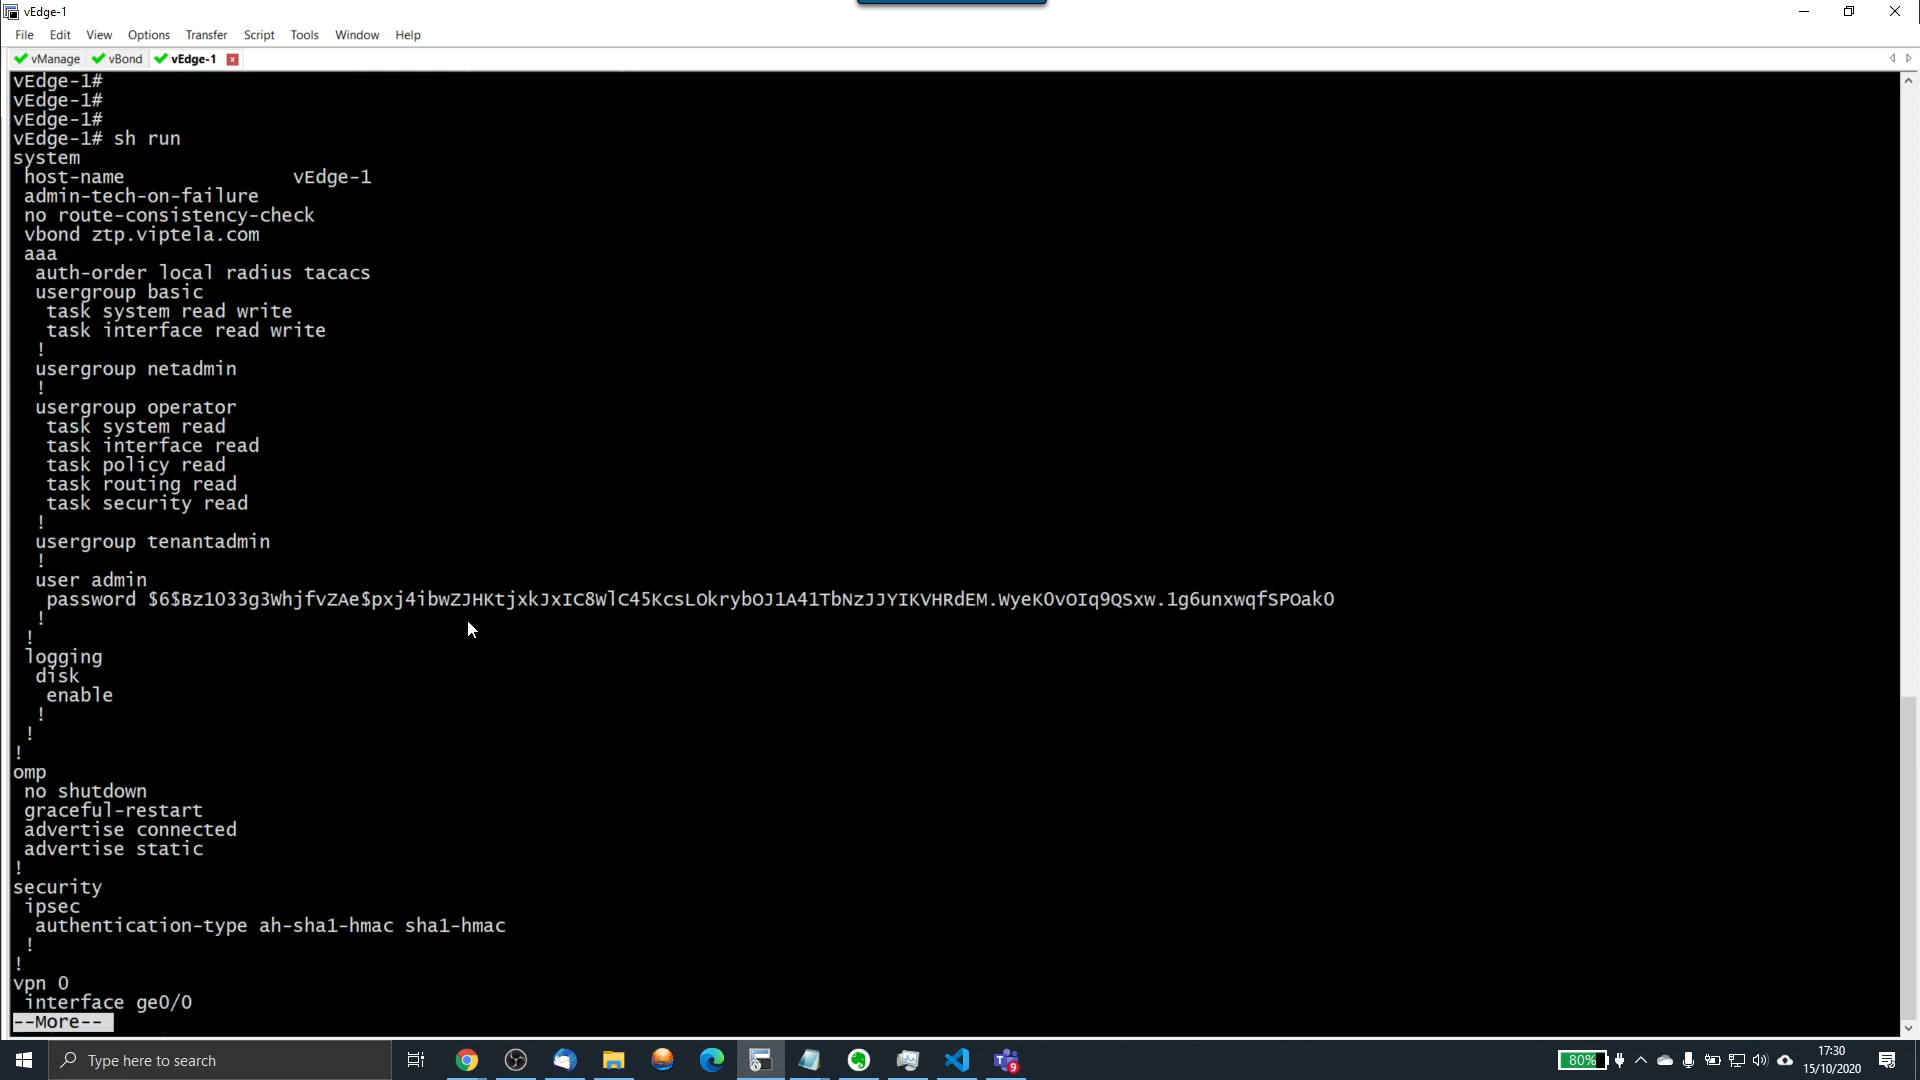 vEdge-1
File Edit View Options Transfer Script Tools Window Help
vManage vBond vEdge-1
vEdge-1#
vEdge-1#
vEdge-1#
vEdge-1# sh run
system
host-name vEdge-1
admin-tech-on-failure
no route-consistency-check
vbond ztp.viptela.com
aaa
auth-order local radius tacacs
usergroup basic
task system read write
task interface read write
!
usergroup netadmin
!
usergroup operator
task system read
task interface read
task policy read
task routing read
task security read
!
usergroup tenantadmin
!
user admin
password $6$Bz1O33g3WhjfvZAe$pxj4ibwZJHKtjxkJxIC8WlC45KcsLOkrybOJ1A41TbNzJJYIKVHRdEM.WyeK0vOIq9QSxw.1g6unxwqfSPOak0
!
!
logging
disk
enable
!
!
!
omp
no shutdown
graceful-restart
advertise connected
advertise static
!
security
ipsec
authentication-type ah-sha1-hmac sha1-hmac
!
!
vpn 0
interface ge0/0
--More--
Type here to search
9
80%
17:30
15/10/2020